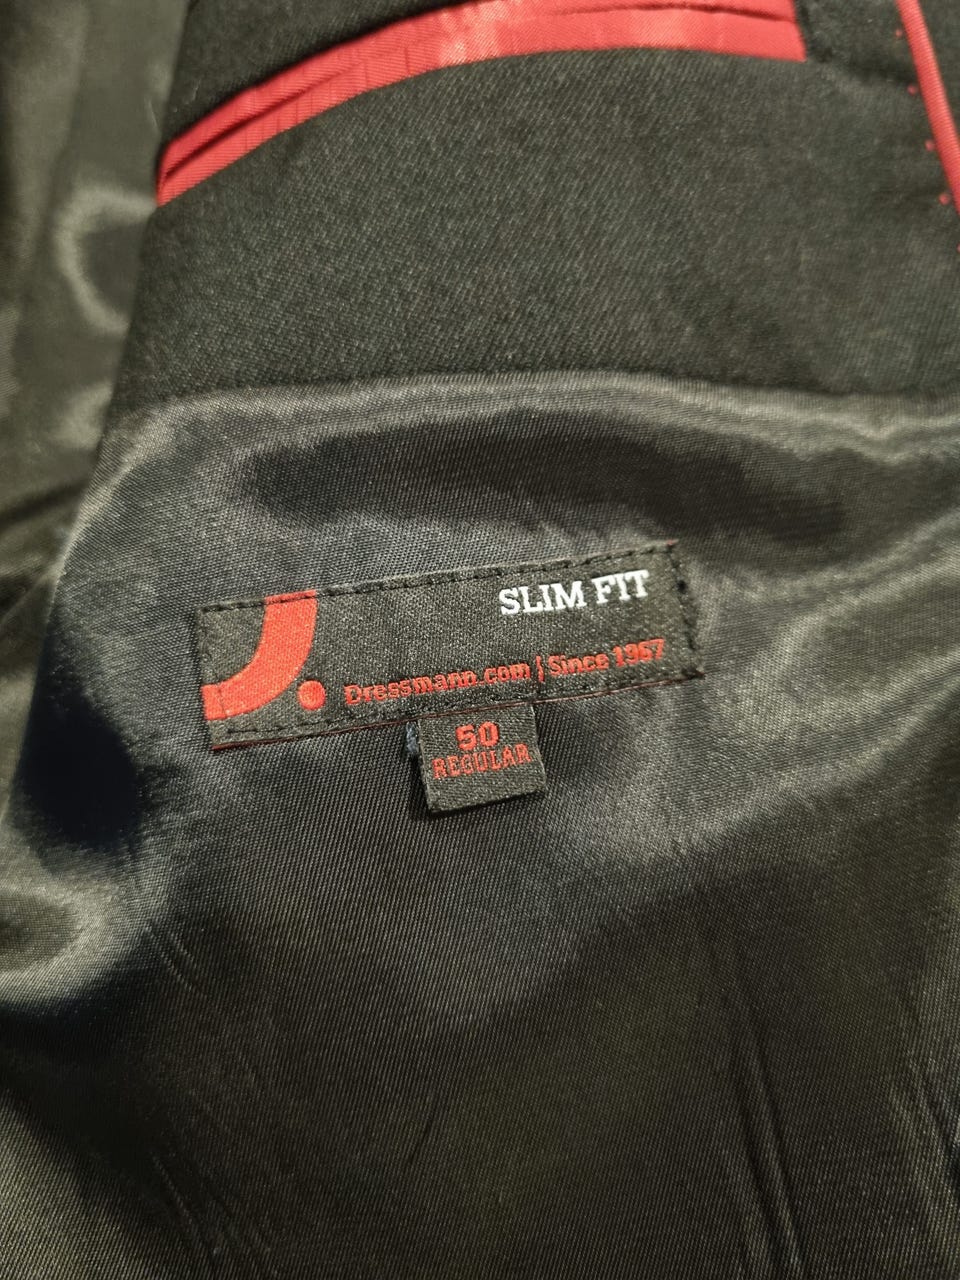 SLIM FIT
Dressmann.com | Since 1967
50
REGULAR